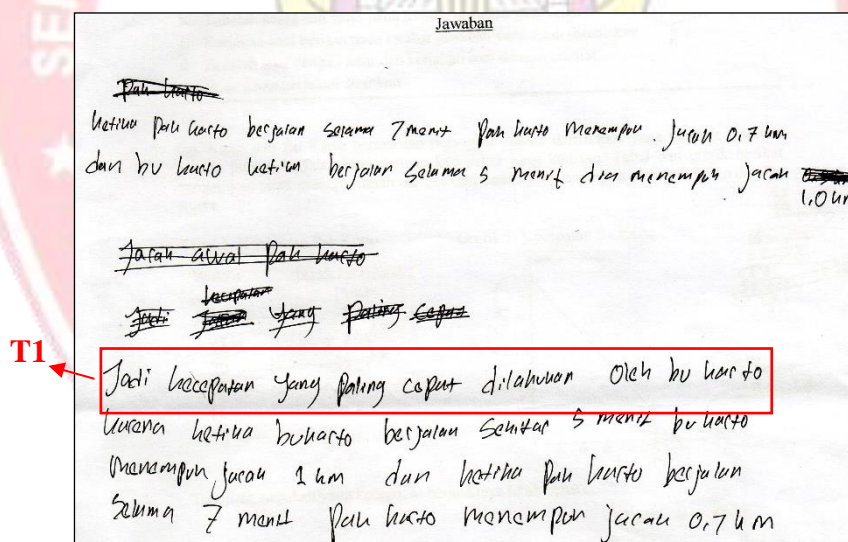 Jawaban
Pak harto
ketika pak harto berjalan selama 7 menit pak harto menempuh jarak 0.7 km
dan bu harto ketika berjalan selama 5 menit dia menempuh jarak
1.0 km
Jarak awal pak harto
kecepatan
Jadi yang paling cepat
T1
Jadi kecepatan yang paling cepat dilakukan oleh bu harto
karena ketika bu harto berjalan sekitar 5 menit bu harto
menempuh jarak 1 km dan ketika pak harto berjalan
selama 7 menit pak harto menempuh jarak 0.7 km